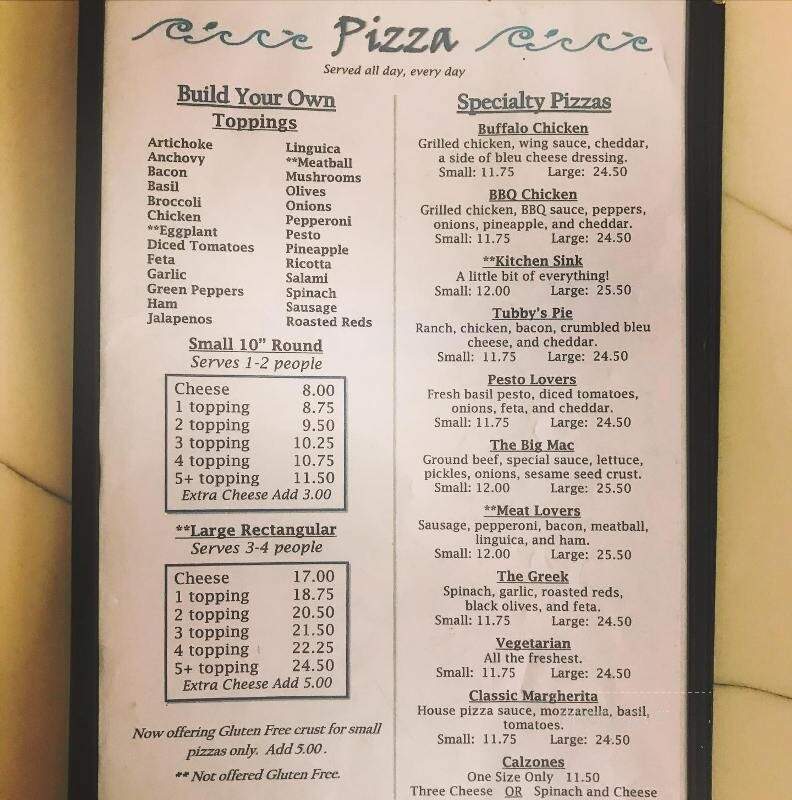 Pizza
Served all day, every day
Build Your Own
Toppings
Artichoke
Anchovy
Bacon
Basil
Broccoli
Chicken
**Eggplant
Diced Tomatoes
Feta
Garlic
Green Peppers
Ham
Jalapenos
Linguica
**Meatball
Mushrooms
Olives
Onions
Pepperoni
Pesto
Pineapple
Ricotta
Salami
Spinach
Sausage
Roasted Reds
Small 10" Round
Serves 1-2 people
Cheese 8.00
1 topping 8.75
2 topping 9.50
3 topping 10.25
4 topping 10.75
5+ topping 11.50
Extra Cheese Add 3.00
**Large Rectangular
Serves 3-4 people
Cheese 17.00
1 topping 18.75
2 topping 20.50
3 topping 21.50
4 topping 22.25
5+ topping 24.50
Extra Cheese Add 5.00
Now offering Gluten Free crust for small
pizzas only. Add 5.00.
** Not offered Gluten Free.
Specialty Pizzas
Buffalo Chicken
Grilled chicken, wing sauce, cheddar,
a side of bleu cheese dressing.
Small: 11.75 Large: 24.50
BBQ Chicken
Grilled chicken, BBQ sauce, peppers,
onions, pineapple, and cheddar.
Small: 11.75 Large: 24.50
**Kitchen Sink
A little bit of everything!
Small: 12.00 Large: 25.50
Tubby's Pie
Ranch, chicken, bacon, crumbled bleu
cheese, and cheddar.
Small: 11.75 Large: 24.50
Pesto Lovers
Fresh basil pesto, diced tomatoes,
onions, feta, and cheddar.
Small: 11.75 Large: 24.50
The Big Mac
Ground beef, special sauce, lettuce,
pickles, onions, sesame seed crust.
Small: 12.00 Large: 25.50
**Meat Lovers
Sausage, pepperoni, bacon, meatball,
linguica, and ham.
Small: 12.00 Large: 25.50
The Greek
Spinach, garlic, roasted reds,
black olives, and feta.
Small: 11.75 Large: 24.50
Vegetarian
All the freshest.
Small: 11.75 Large: 24.50
Classic Margherita
House pizza sauce, mozzarella, basil,
tomatoes.
Small: 11.75 Large: 24.50
Calzones
One Size Only 11.50
Three Cheese OR Spinach and Cheese